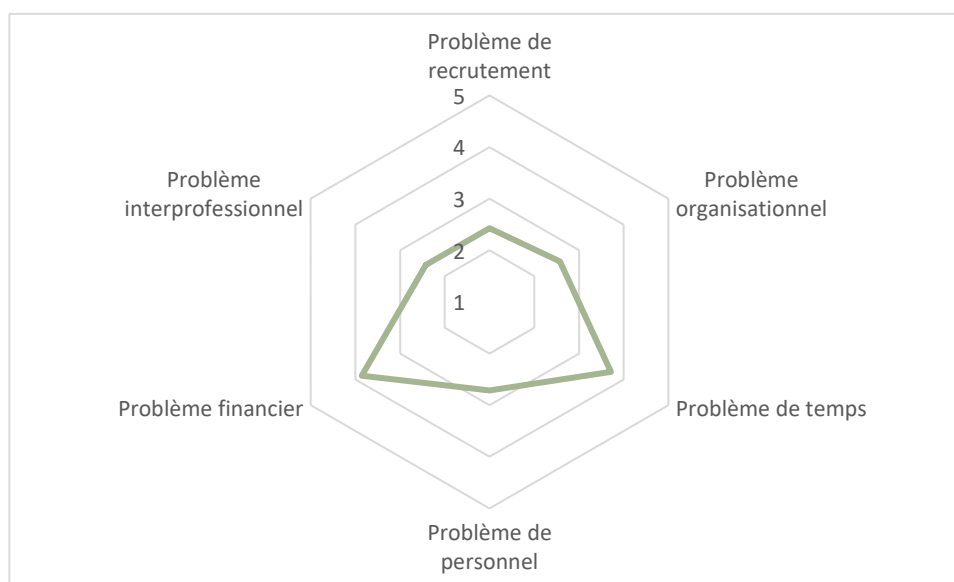 Problème de
recrutement
5
4
3
2
1
Problème
organisationnel
Problème de temps
Problème de
personnel
Problème financier
Problème
interprofessionnel